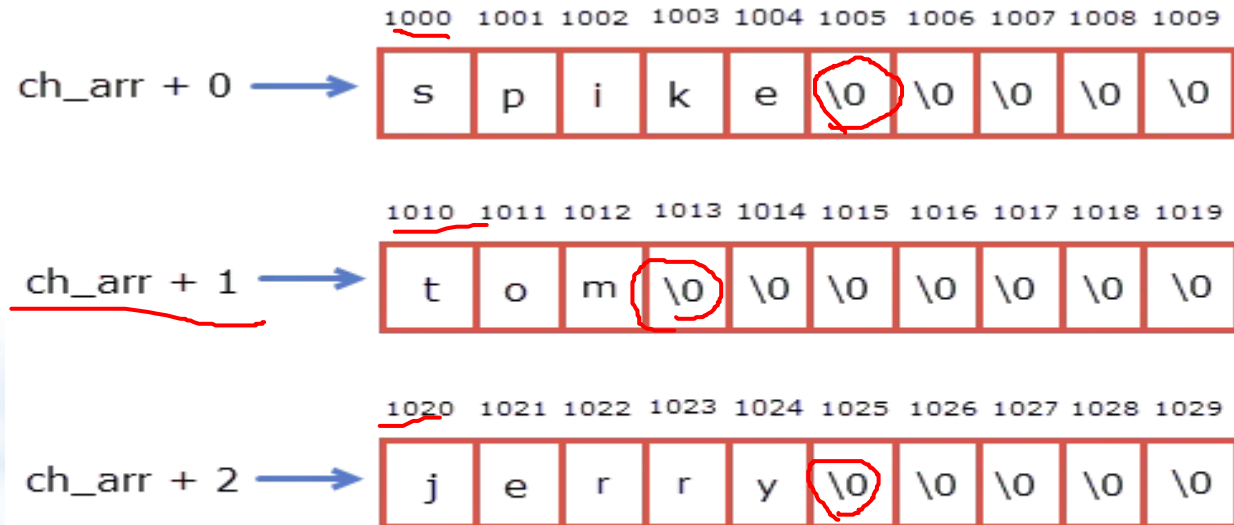 1000 1001 1002 1003 1004 1005 1006 1007 1008 1009
ch_arr + 0 s p i k e \0 \0 \0 \0 \0
1010 1011 1012 1013 1014 1015 1016 1017 1018 1019
ch_arr + 1 t o m \0 \0 \0 \0 \0 \0 \0
1020 1021 1022 1023 1024 1025 1026 1027 1028 1029
ch_arr + 2 j e r r y \0 \0 \0 \0 \0